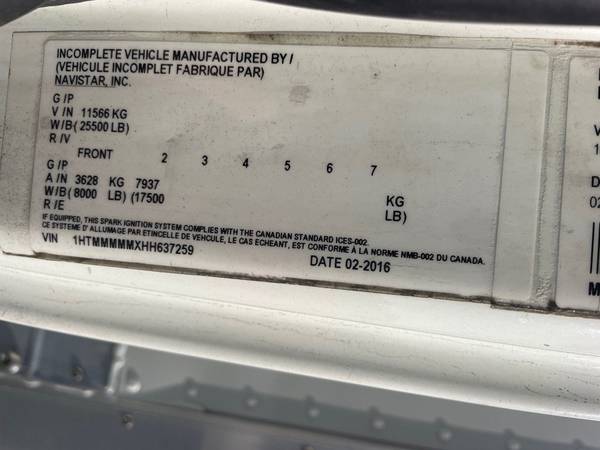 INCOMPLETE VEHICLE MANUFACTURED BY /
(VEHICULE INCOMPLET FABRIQUE PAR)
NAVISTAR, INC.
G /P
V /N 11566 KG
W/B( 25500 LB)
R /V
FRONT 2 3 4 5 6 7
G /P
A /N 3628 KG 7937 KG
W/B( 8000 LB) (17500 LB)
R /E
IF EQUIPPED, THIS SPARK IGNITION SYSTEM COMPLIES WITH THE CANADIAN STANDARD ICES-002
CE SYSTEME D' ALLUMAGE PAR ETINCELLE DE VEHICULE, LE CAS ECHEANT, EST CONFORME À LA NORME NMB-002 DU CANADA.
VIN 1HTMMMMMXHH637259
DATE 02-2016